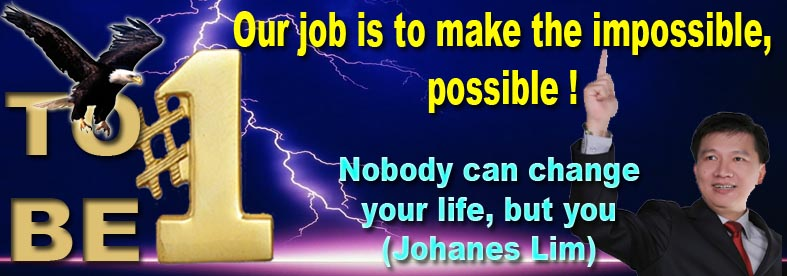 TO
BE
#1
Our job is to make the impossible,
possible !
Nobody can change
your life, but you
(Johanes Lim)